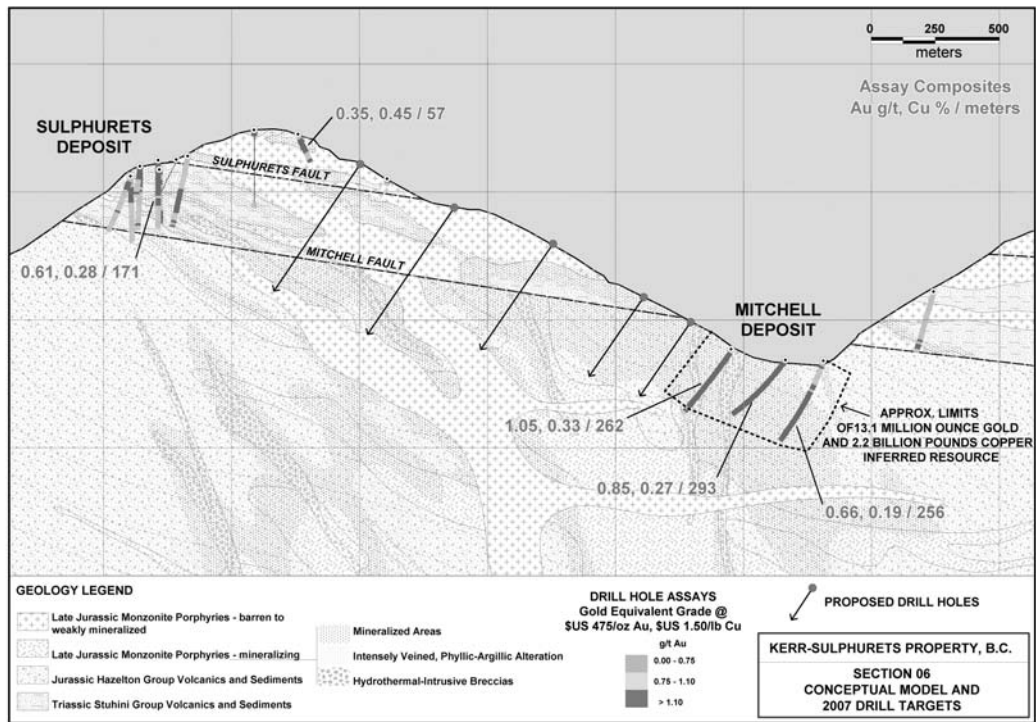 0 250 500
meters
Assay Composites
Au g/t, Cu % / meters
0.35, 0.45 / 57
SULPHURETS
DEPOSIT
SULPHURETS FAULT
MITCHELL FAULT
0.61, 0.28 / 171
MITCHELL
DEPOSIT
APPROX. LIMITS
OF13.1 MILLION OUNCE GOLD
AND 2.2 BILLION POUNDS COPPER
INFERRED RESOURCE
1.05, 0.33 / 262
0.85, 0.27 / 293
0.66, 0.19 / 256
GEOLOGY LEGEND
Late Jurassic Monzonite Porphyries - barren to
weakly mineralized
Late Jurassic Monzonite Porphyries - mineralizing
Jurassic Hazelton Group Volcanics and Sediments
Triassic Stuhini Group Volcanics and Sediments
Mineralized Areas
Intensely Veined, Phyllic-Argillic Alteration
Hydrothermal-Intrusive Breccias
DRILL HOLE ASSAYS
Gold Equivalent Grade @
$US 475/oz Au, $US 1.50/lb Cu
g/t Au
0.00 - 0.75
0.75 - 1.10
> 1.10
PROPOSED DRILL HOLES
KERR-SULPHURETS PROPERTY, B.C.
SECTION 06
CONCEPTUAL MODEL AND
2007 DRILL TARGETS